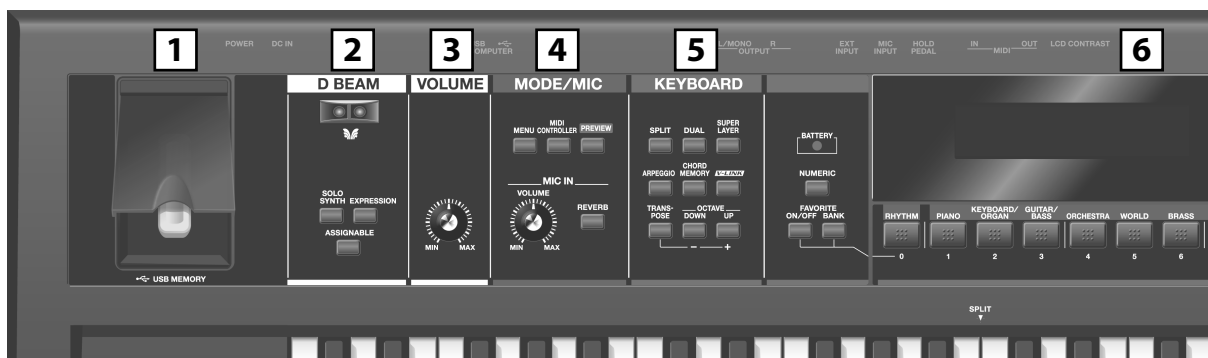 1 2 3 4 5 6
POWER DC IN USB COMPUTER L/MONO R OUTPUT EXT INPUT MIC INPUT HOLD PEDAL IN MIDI OUT LCD CONTRAST
D BEAM VOLUME MODE/MIC KEYBOARD
USB MEMORY
SOLO SYNTH EXPRESSION
ASSIGNABLE
MIN MAX
MENU MIDI CONTROLLER PREVIEW
MIC IN
VOLUME
REVERB
MIN MAX
SPLIT DUAL SUPER LAYER
ARPEGGIO CHORD MEMORY V-LINK
TRANSPOSE OCTAVE DOWN UP
- +
BATTERY
NUMERIC
FAVORITE
ON/OFF BANK
RHYTHM PIANO KEYBOARD/ORGAN GUITAR/BASS ORCHESTRA WORLD BRASS
0 1 2 3 4 5 6
SPLIT